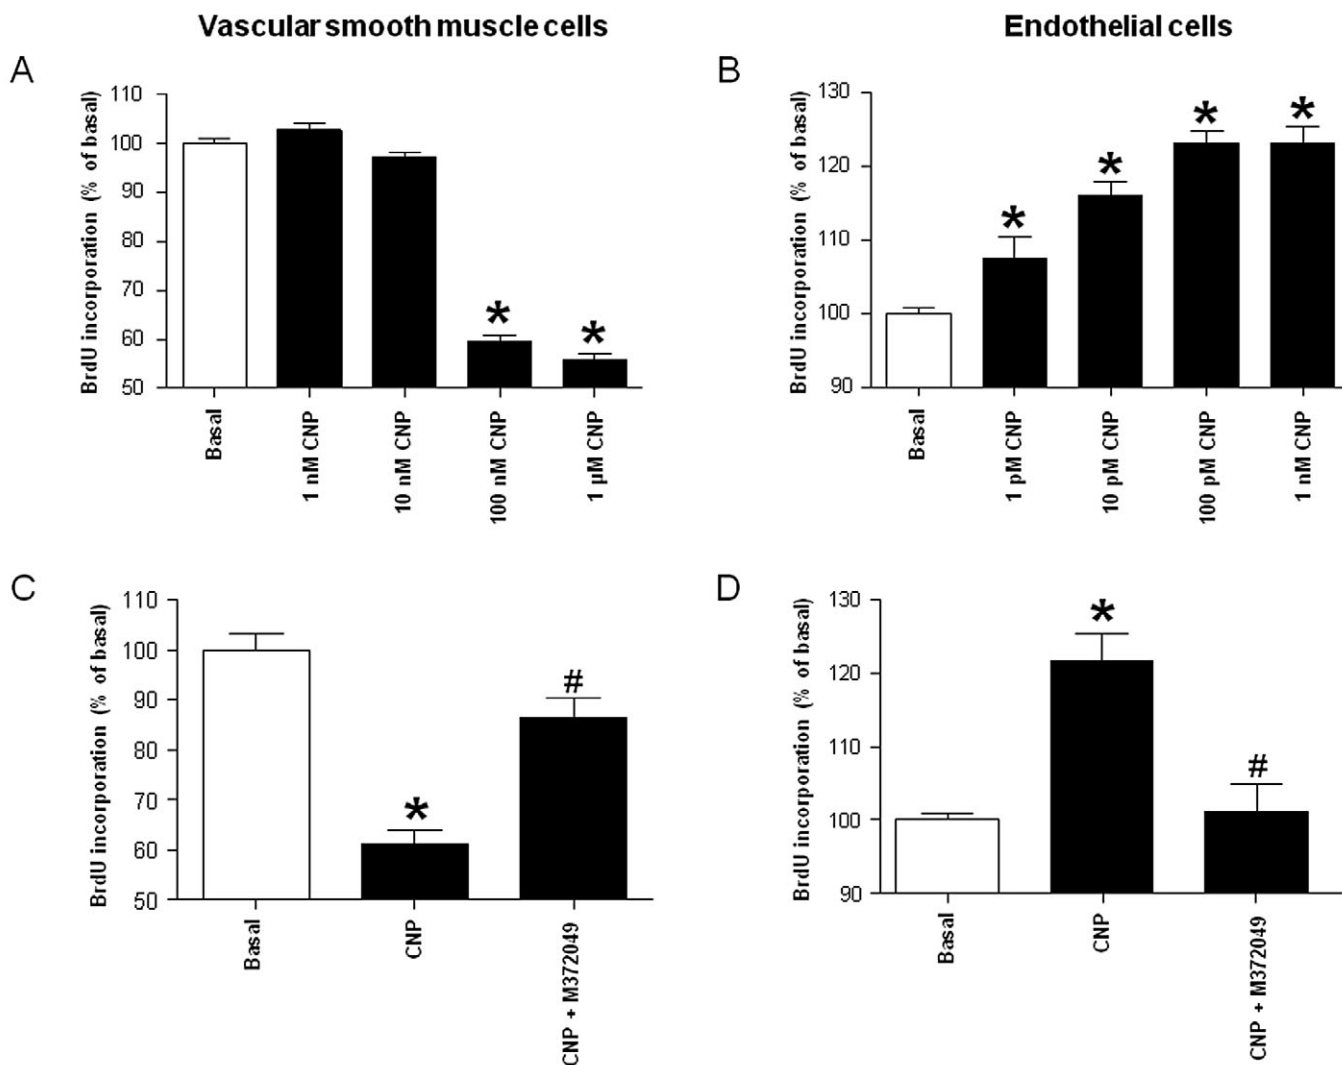 Vascular smooth muscle cells
Endothelial cells
A
BrdU incorporation (% of basal)
110
100
90
80
70
60
50
*
*
Basal
1 nM CNP
10 nM CNP
100 nM CNP
1 µM CNP
B
BrdU incorporation (% of basal)
130
120
110
100
90
*
*
*
*
Basal
1 pM CNP
10 pM CNP
100 pM CNP
1 nM CNP
C
BrdU incorporation (% of basal)
110
100
90
80
70
60
50
*
#
Basal
CNP
CNP + M372049
D
BrdU incorporation (% of basal)
130
120
110
100
90
*
#
Basal
CNP
CNP + M372049